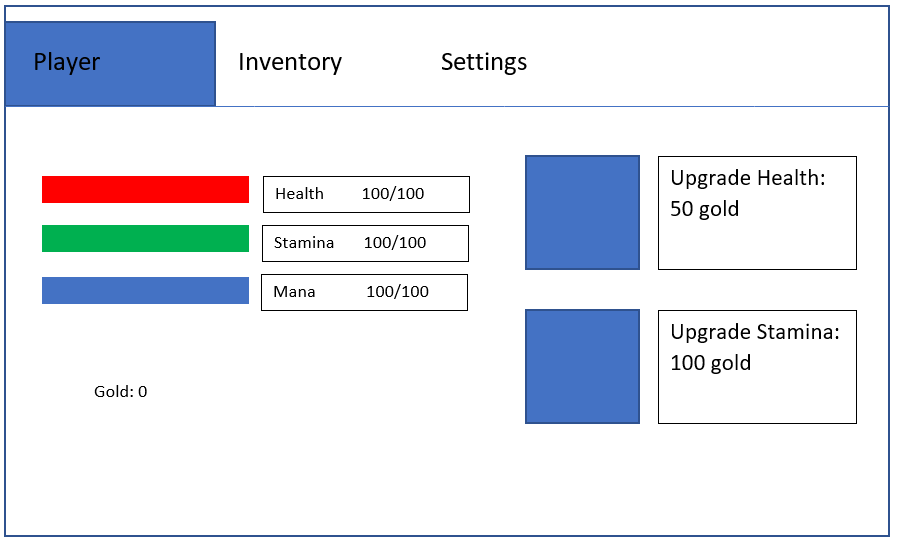 Player Inventory Settings
Health 100/100
Stamina 100/100
Mana 100/100
Gold: 0
Upgrade Health:
50 gold
Upgrade Stamina:
100 gold